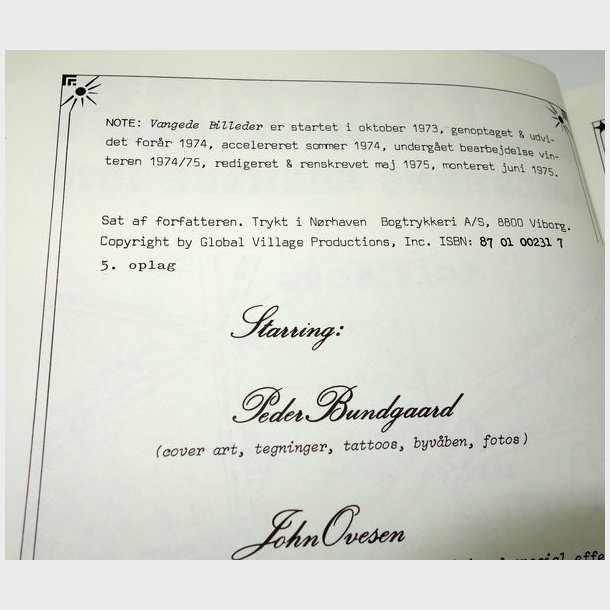 NOTE: Vangede Billeder er startet i oktober 1973, genoptaget & udvi-
det forår 1974, accelereret sommer 1974, undergået bearbejdelse vin-
teren 1974/75, redigeret & renskrevet maj 1975, monteret juni 1975.
Sat af forfatteren. Trykt i Nørhaven Bogtrykkeri A/S, 8800 Viborg.
Copyright by Global Village Productions, Inc. ISBN: 87 01 00231 7
5. oplag
Starring:
Peder Bundgaard
(cover art, tegninger, tattoos, byvåben, fotos)
John Ovesen
special effe